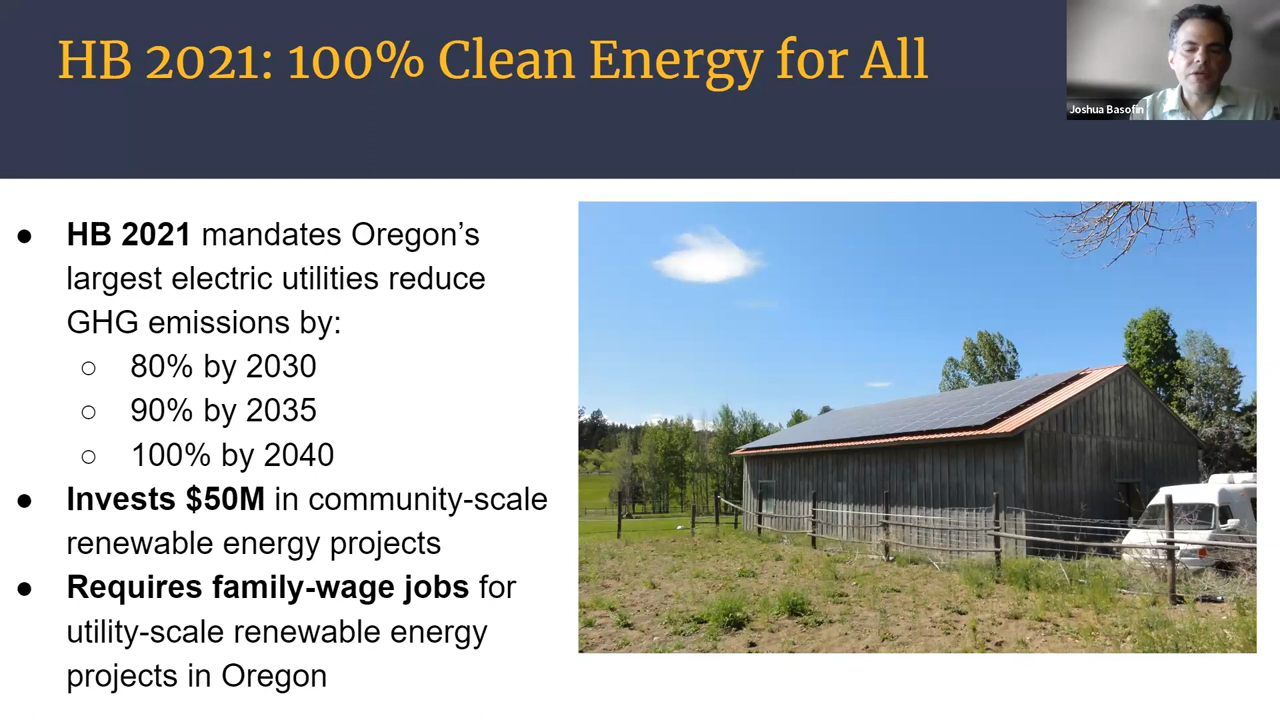 HB 2021: 100% Clean Energy for All
Joshua Basofin
● HB 2021 mandates Oregon's
largest electric utilities reduce
GHG emissions by:
○ 80% by 2030
○ 90% by 2035
○ 100% by 2040
● Invests $50M in community-scale
renewable energy projects
● Requires family-wage jobs for
utility-scale renewable energy
projects in Oregon